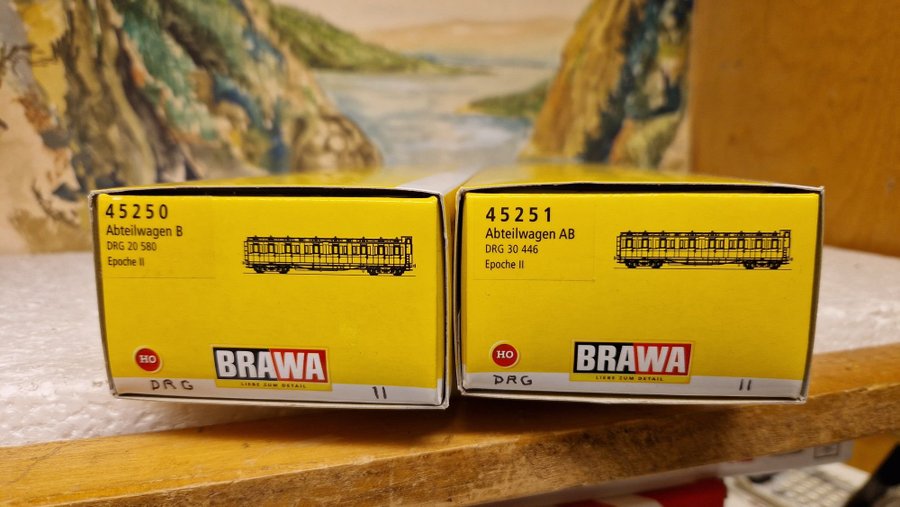 45250
Abteilwagen B
DRG 20 580
Epoche II
HO
BRAWA
LIEBE ZUM DETAIL
DRG
II
45251
Abteilwagen AB
DRG 30 446
Epoche II
HO
BRAWA
LIEBE ZUM DETAIL
DRG
II